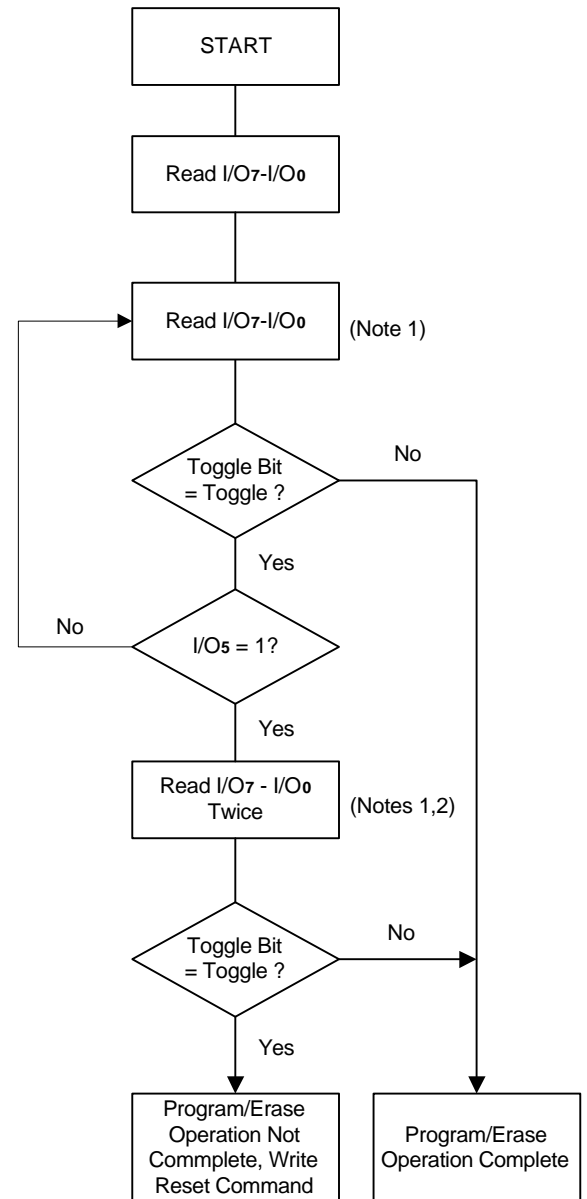 START
Read I/O7-I/O0
Read I/O7-I/O0
(Note 1)
Toggle Bit
= Toggle ?
No
Yes
No
I/O5 = 1?
Yes
Read I/O7 - I/O0
Twice
(Notes 1,2)
Toggle Bit
= Toggle ?
No
Yes
Program/Erase
Operation Not
Commplete, Write
Reset Command
Program/Erase
Operation Complete